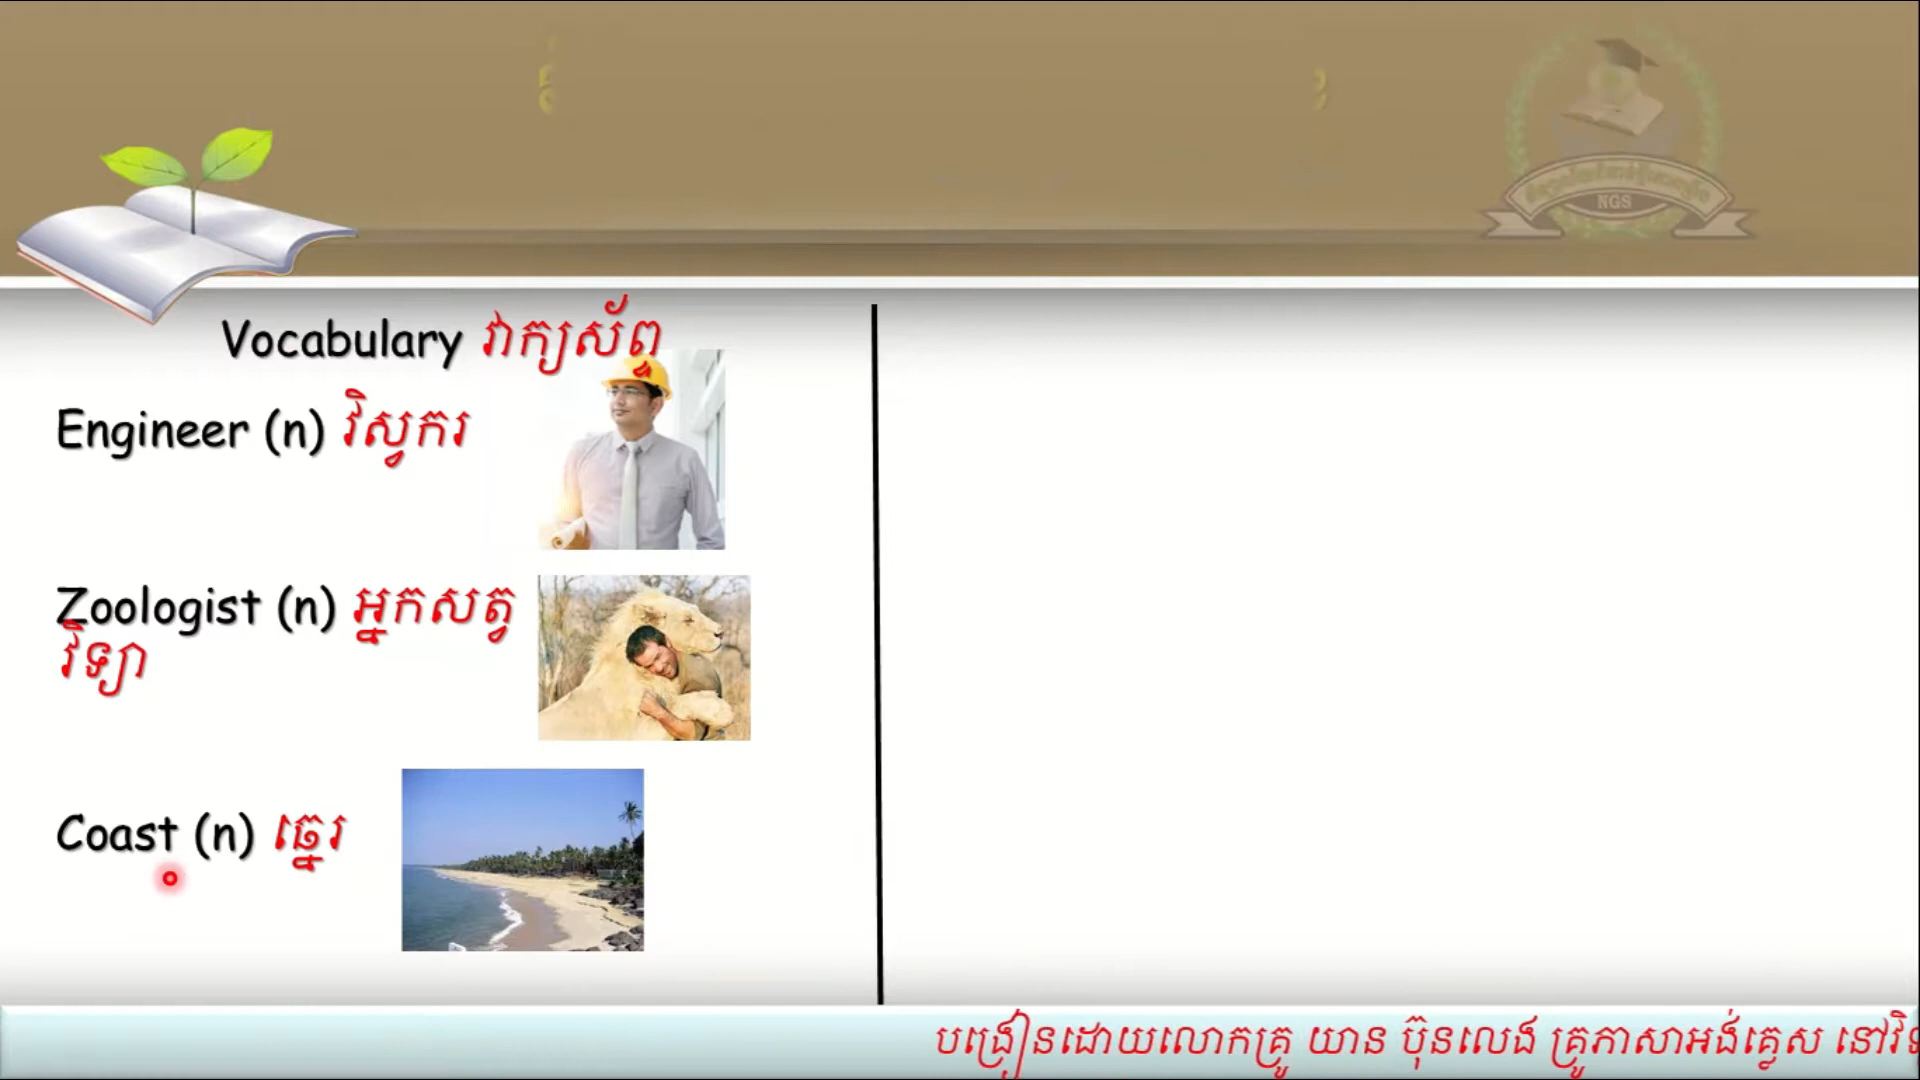 Vocabulary វាក្យស័ព្ទ
Engineer (n) វិស្វករ
Zoologist (n) អ្នកសត្វ
វិទ្យា
Coast (n) ឆ្នេរ
NGS
បង្រៀនដោយលោកគ្រូ យាន ប៊ុនលេង គ្រូភាសាអង់គ្លេស នៅ